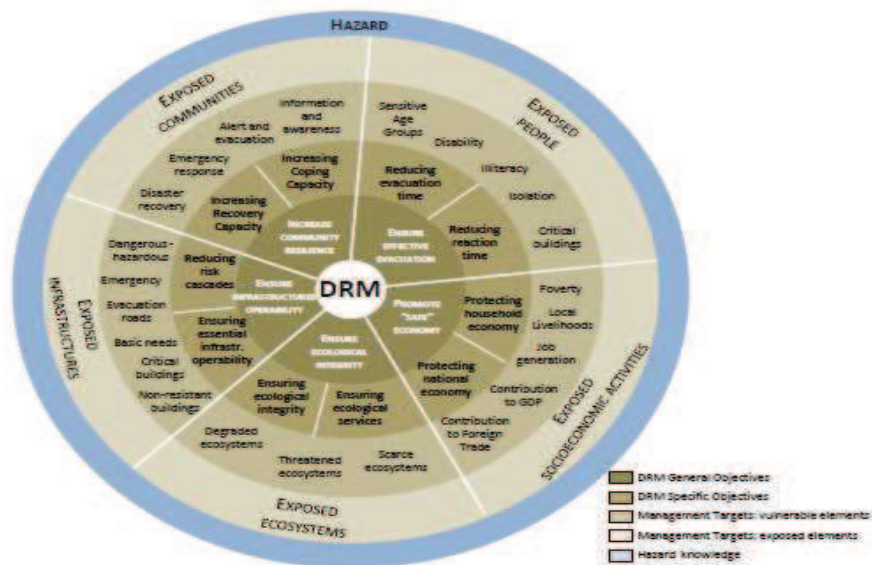 HAZARD
EXPOSED
COMMUNITIES
Information
and
awareness
Alert and
evacuation
Emergency
response
Disaster
recovery
Increasing
Coping
Capacity
Increasing
Recovery
Capacity
INCREASE
COMMUNITY
RESILIENCE
EXPOSED
PEOPLE
Sensitive
Age
Groups
Disability
Illiteracy
Isolation
Critical
buildings
Reducing
evacuation
time
Reducing
reaction
time
ENSURE
EFFECTIVE
EVACUATION
DRM
EXPOSED
INFRASTRUCTURES
Dangerous-
hazardous
Emergency
Evacuation
roads
Basic needs
Critical
buildings
Non-resistant
buildings
Reducing
risk
cascades
Ensuring
essential
infrastr.
operability
ENSURE
INFRASTRUCTURES
OPERABILITY
EXPOSED
SOCIOECONOMIC ACTIVITIES
Poverty
Local
Livelihoods
Job
generation
Contribution
to GDP
Contribution
to Foreign
Trade
Protecting
household
economy
Protecting
national
economy
PROMOTE
"SAFE"
ECONOMY
ENSURE
ECOLOGICAL
INTEGRITY
Ensuring
ecological
integrity
Ensuring
ecological
services
Degraded
ecosystems
Threatened
ecosystems
Scarce
ecosystems
EXPOSED
ECOSYSTEMS
DRM General Objectives
DRM Specific Objectives
Management Targets: vulnerable elements
Management Targets: exposed elements
Hazard knowledge